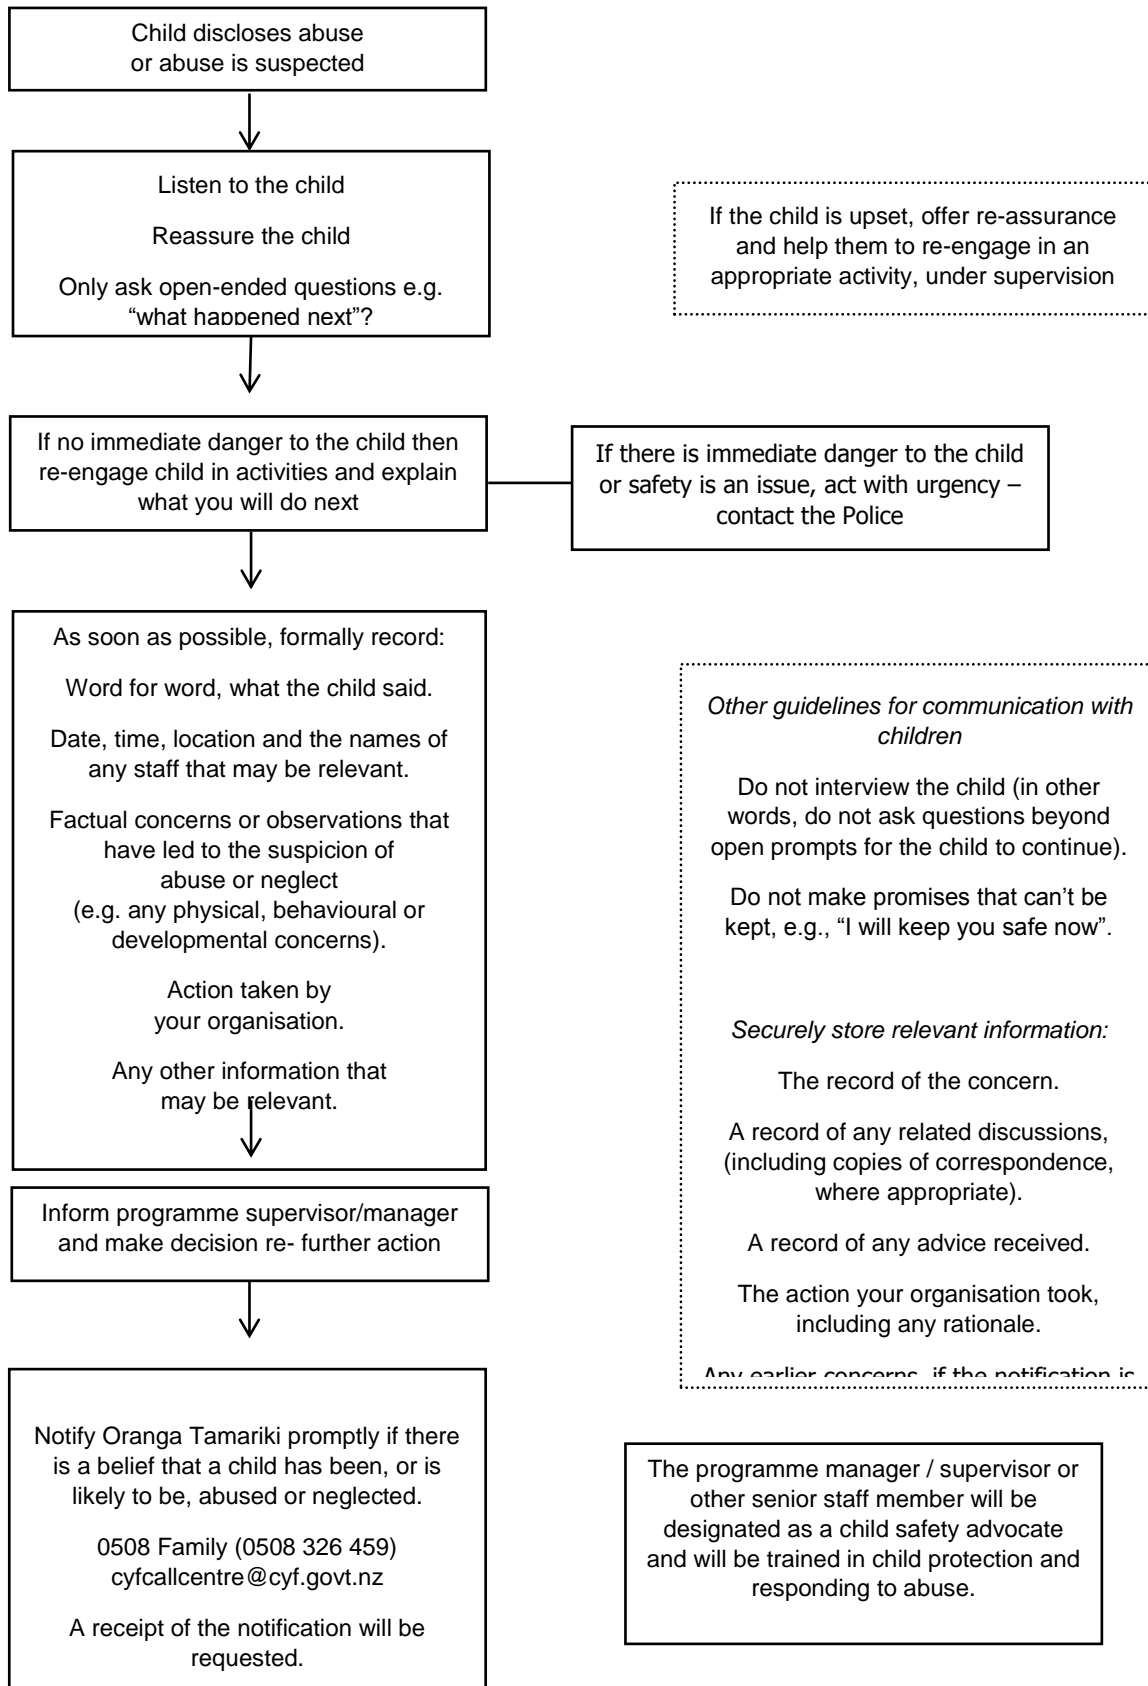 Child discloses abuse
or abuse is suspected
Listen to the child
Reassure the child
Only ask open-ended questions e.g.
“what happened next”?
If the child is upset, offer re-assurance
and help them to re-engage in an
appropriate activity, under supervision
If no immediate danger to the child then
re-engage child in activities and explain
what you will do next
If there is immediate danger to the child
or safety is an issue, act with urgency –
contact the Police
As soon as possible, formally record:
Word for word, what the child said.
Date, time, location and the names of
any staff that may be relevant.
Factual concerns or observations that
have led to the suspicion of
abuse or neglect
(e.g. any physical, behavioural or
developmental concerns).
Action taken by
your organisation.
Any other information that
may be relevant.
Other guidelines for communication with
children
Do not interview the child (in other
words, do not ask questions beyond
open prompts for the child to continue).
Do not make promises that can’t be
kept, e.g., “I will keep you safe now”.
Securely store relevant information:
The record of the concern.
A record of any related discussions,
(including copies of correspondence,
where appropriate).
A record of any advice received.
The action your organisation took,
including any rationale.
Any earlier concerns, if the notification is
Inform programme supervisor/manager
and make decision re- further action
Notify Oranga Tamariki promptly if there
is a belief that a child has been, or is
likely to be, abused or neglected.
0508 Family (0508 326 459)
cyfcallcentre@cyf.govt.nz
A receipt of the notification will be
requested.
The programme manager / supervisor or
other senior staff member will be
designated as a child safety advocate
and will be trained in child protection and
responding to abuse.